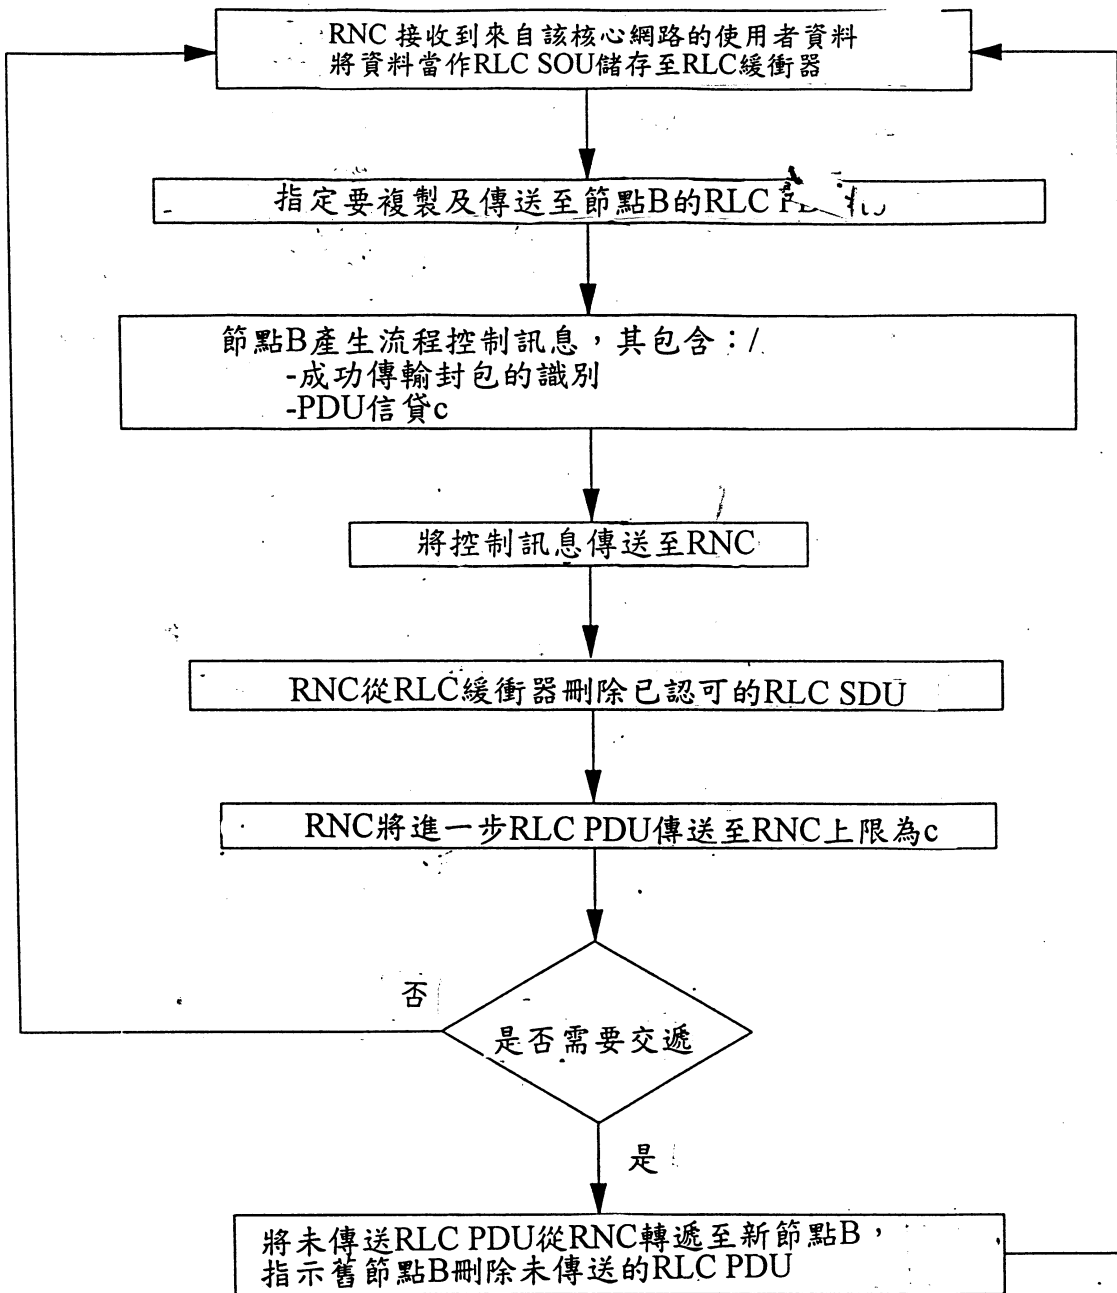 RNC 接收到來自該核心網路的使用者資料
將資料當作RLC SOU儲存至RLC緩衝器
指定要複製及傳送至節點B的RLC
節點B產生流程控制訊息，其包含：/
-成功傳輸封包的識別
-PDU信貸c
將控制訊息傳送至RNC
RNC從RLC緩衝器刪除已認可的RLC SDU
RNC將進一步RLC PDU傳送至RNC上限為c
否
是否需要交遞
是
將未傳送RLC PDU從RNC轉遞至新節點B，
指示舊節點B刪除未傳送的RLC PDU